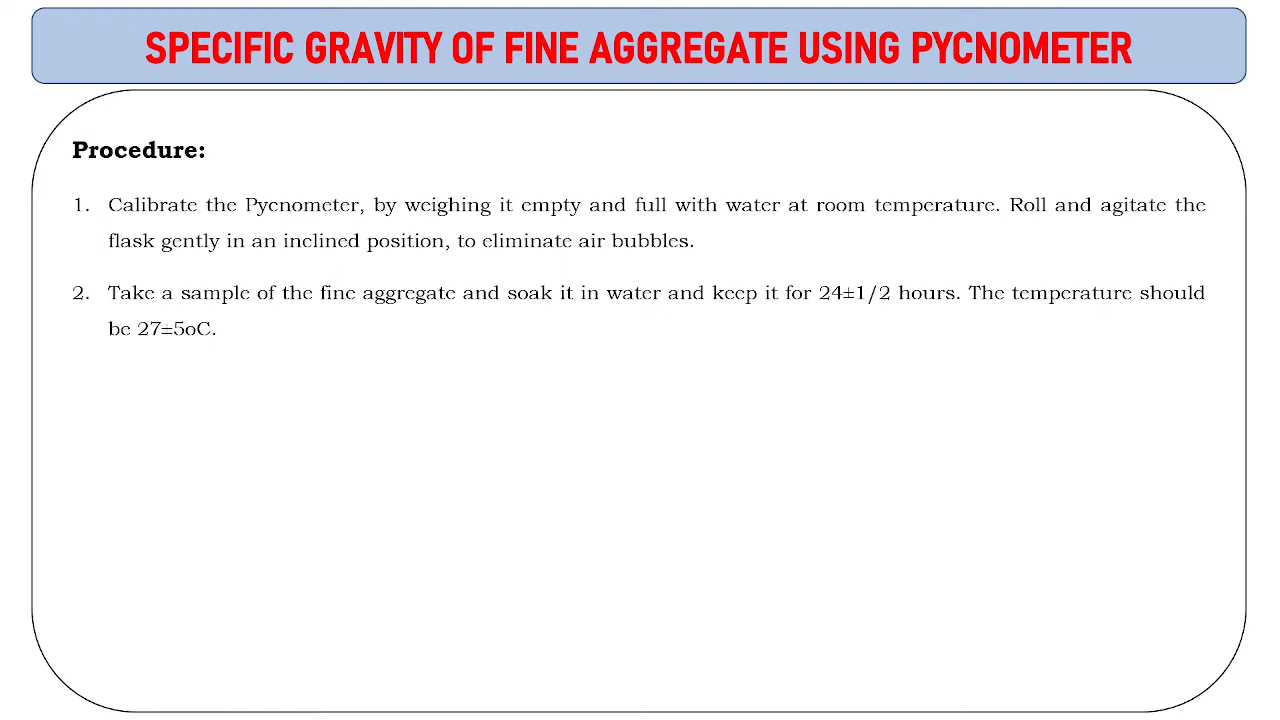 SPECIFIC GRAVITY OF FINE AGGREGATE USING PYCNOMETER
Procedure:
1. Calibrate the Pycnometer, by weighing it empty and full with water at room temperature. Roll and agitate the
flask gently in an inclined position, to eliminate air bubbles.
2. Take a sample of the fine aggregate and soak it in water and keep it for 24±1/2 hours. The temperature should
be 27±5oC.